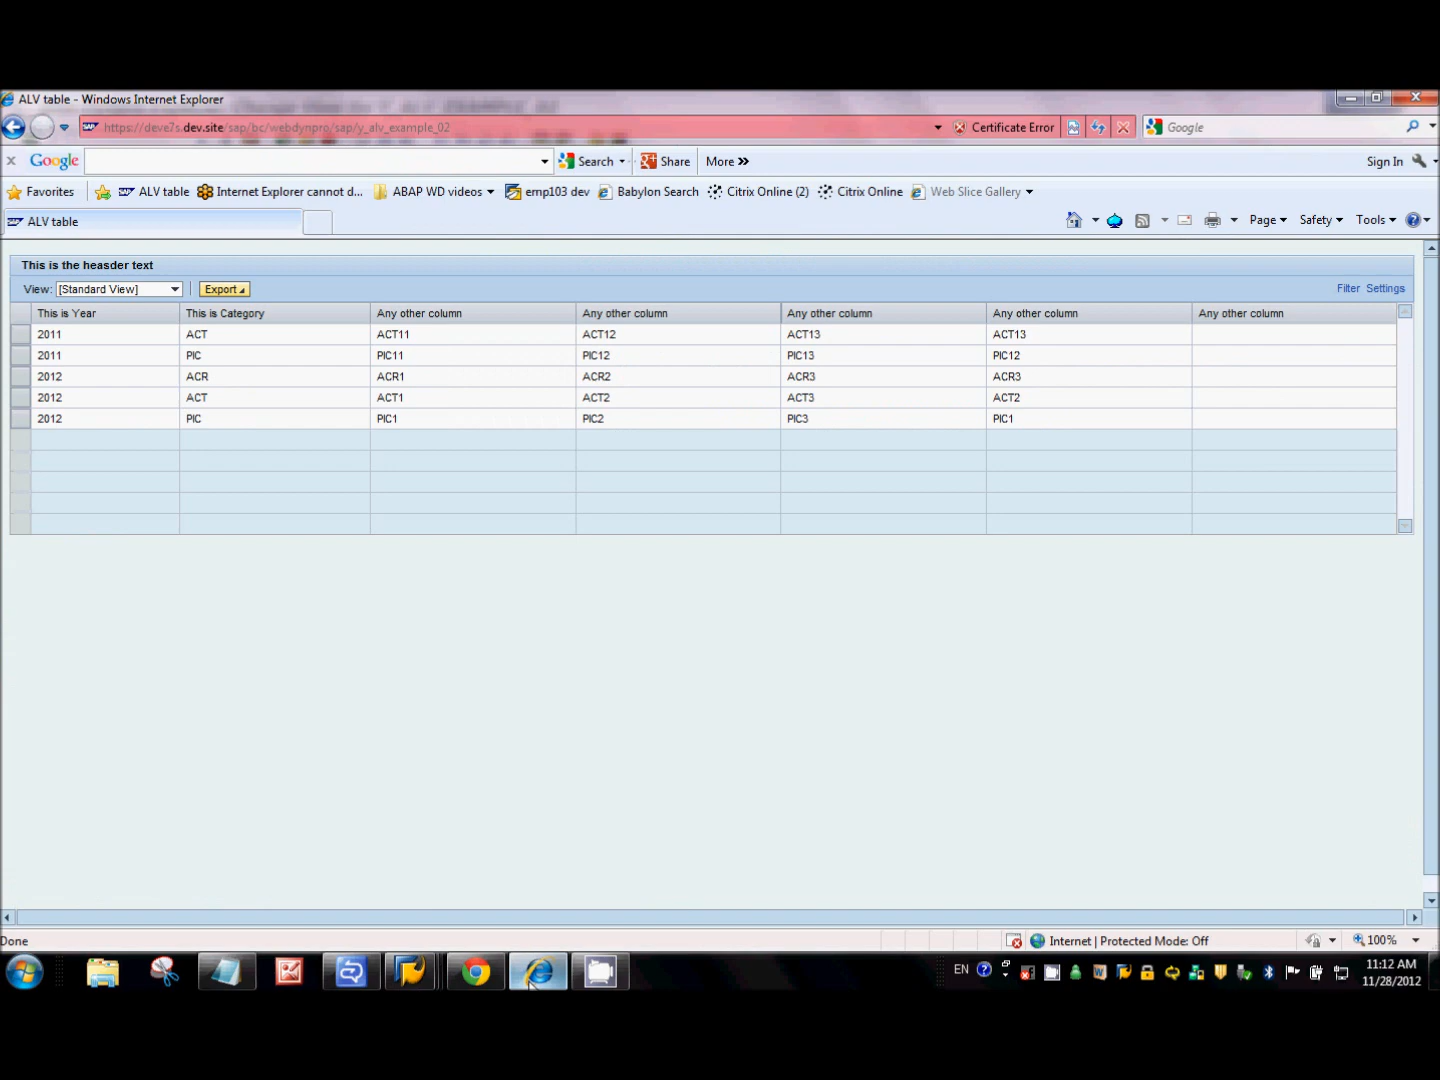 ALV table - Windows Internet Explorer
https://deve7s.dev.site/sap/bc/webdynpro/sap/y_alv_example_02 Certificate Error Google
x Google Search Share More »» Sign In
Favorites ALV table Internet Explorer cannot d... ABAP WD videos emp103 dev Babylon Search Citrix Online (2) Citrix Online Web Slice Gallery
ALV table Page Safety Tools
This is the heasder text
View: [Standard View] Export Filter Settings
This is Year This is Category Any other column Any other column Any other column Any other column Any other column
2011 ACT ACT11 ACT12 ACT13 ACT13
2011 PIC PIC11 PIC12 PIC13 PIC12
2012 ACR ACR1 ACR2 ACR3 ACR3
2012 ACT ACT1 ACT2 ACT3 ACT2
2012 PIC PIC1 PIC2 PIC3 PIC1
Done Internet | Protected Mode: Off 100%
EN 11:12 AM
11/28/2012